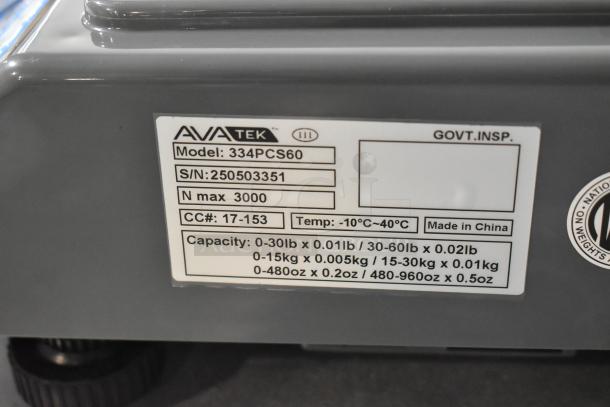 AVATEK III
GOVT.INSP.
Model: 334PCS60
S/N:250503351
N max 3000
CC#: 17-153 Temp: -10°C~40°C Made in China
Capacity: 0-30lb x 0.01lb / 30-60lb x 0.02lb
0-15kg x 0.005kg / 15-30kg x 0.01kg
0-480oz x 0.2oz / 480-960oz x 0.5oz